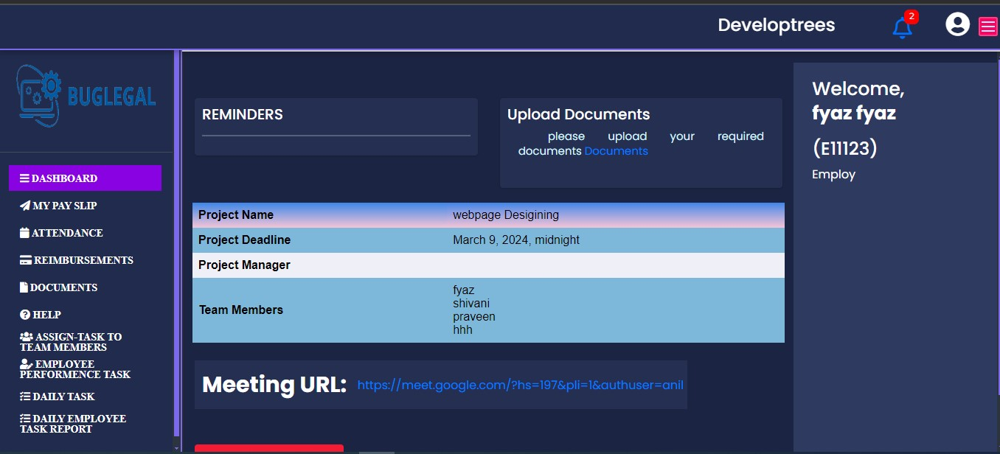 Developtrees
2
BUGLEGAL
DASHBOARD
MY PAY SLIP
ATTENDANCE
REIMBURSEMENTS
DOCUMENTS
HELP
ASSIGN-TASK TO
TEAM MEMBERS
EMPLOYEE
PERFORMENCE TASK
DAILY TASK
DAILY EMPLOYEE
TASK REPORT
REMINDERS
Upload Documents
please upload your required
documents Documents
Project Name webpage Desigining
Project Deadline March 9, 2024, midnight
Project Manager
Team Members
fyaz
shivani
praveen
hhh
Meeting URL: https://meet.google.com/?hs=197&pli=1&authuser=anil
Welcome,
fyaz fyaz
(E11123)
Employ